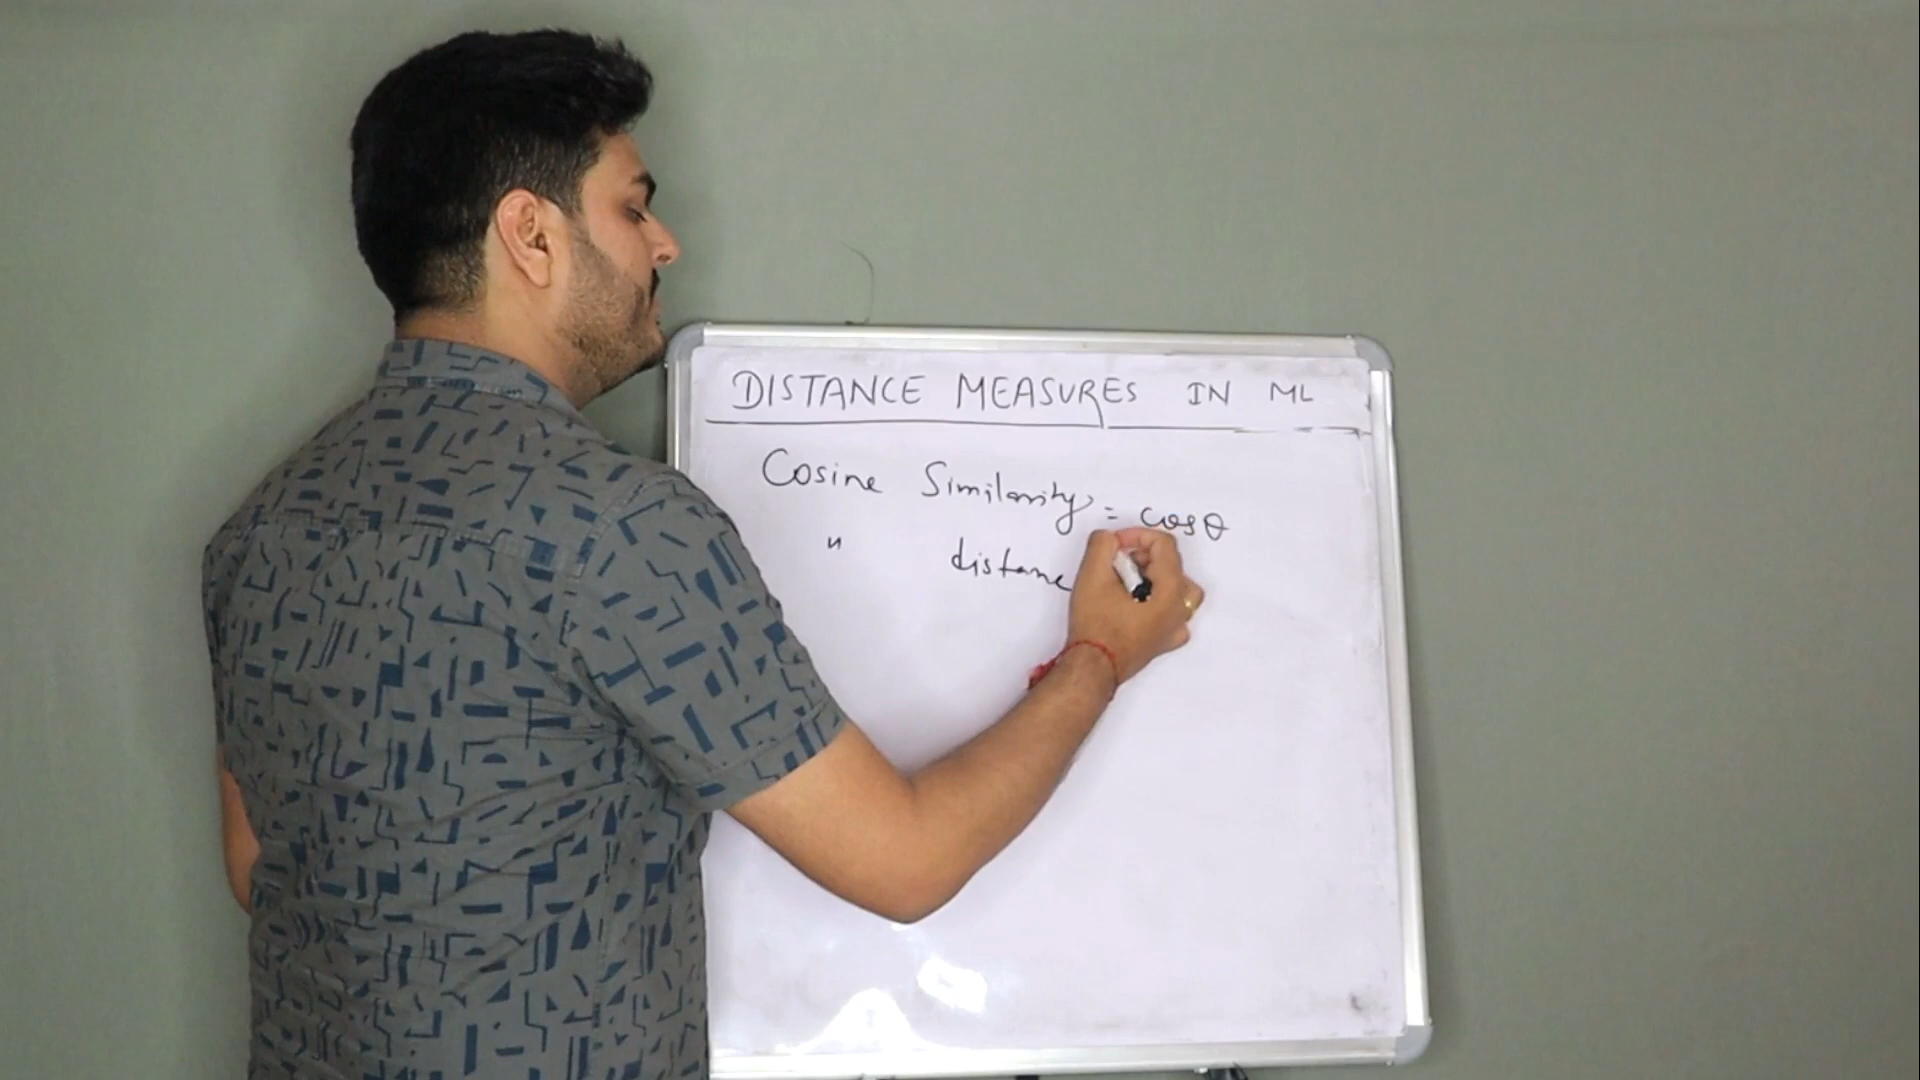 DISTANCE MEASURES IN ML
Cosine Similarity = cosθ
" distance